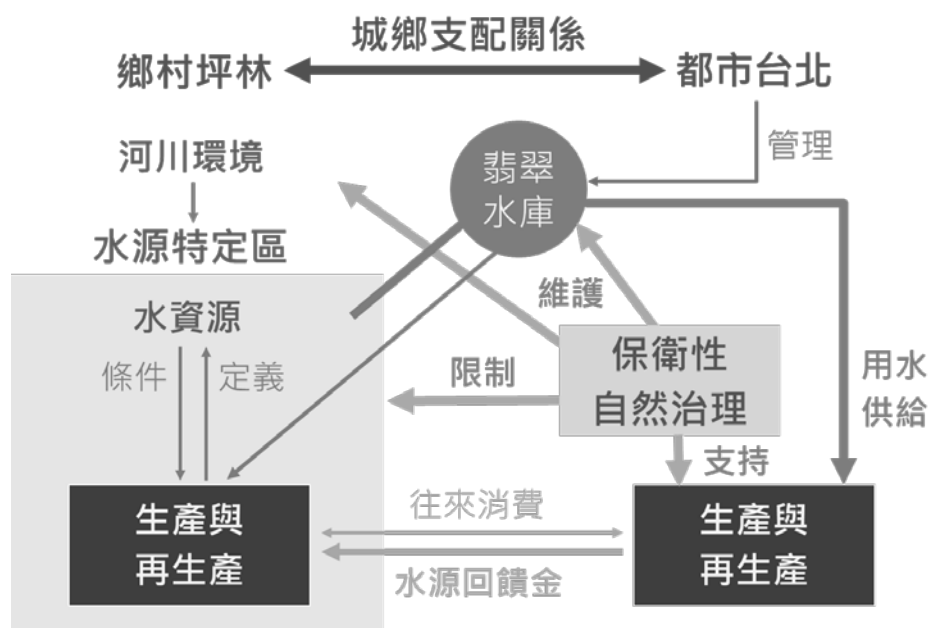 城鄉支配關係
鄉村坪林
都市台北
管理
河川環境
翡翠
水庫
水源特定區
維護
水資源
保衛性
自然治理
條件
定義
限制
用水
供給
支持
生產與
再生產
往來消費
水源回饋金
生產與
再生產